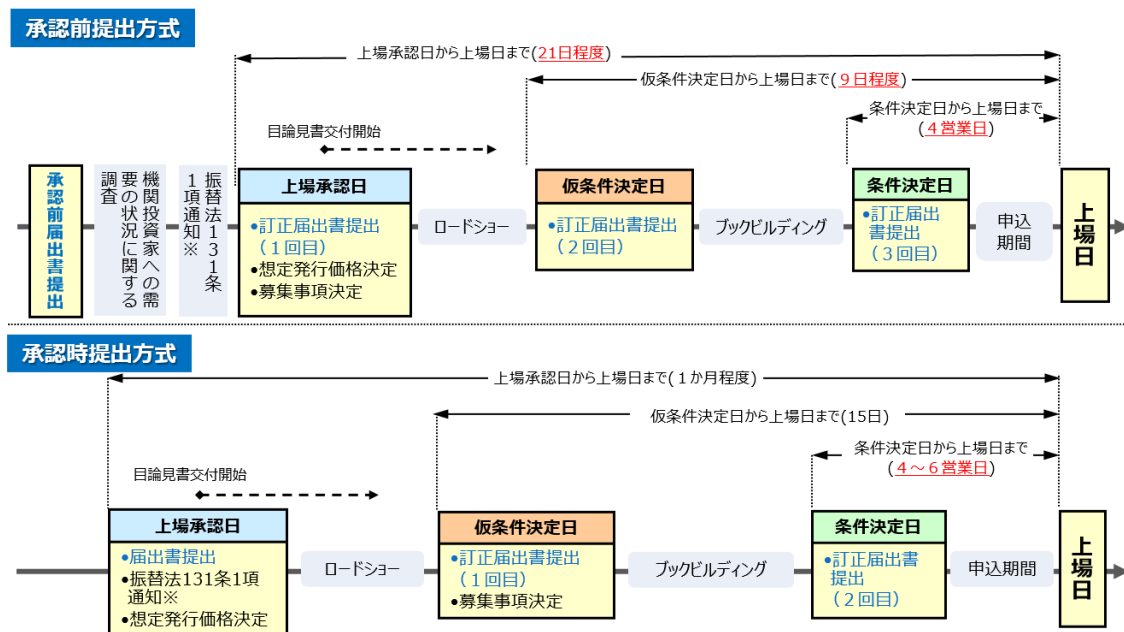 承認前提出方式
上場承認日から上場日まで(21日程度)
仮条件決定日から上場日まで(９日程度)
条件決定日から上場日まで
(４営業日)
目論見書交付開始
承認前届出書提出
機関投資家への需
要の状況に関する
調査
振替法131条
1項通知※
上場承認日
•訂正届出書提出
(１回目)
•想定発行価格決定
•募集事項決定
ロードショー
仮条件決定日
•訂正届出書提出
(２回目)
ブックビルディング
条件決定日
•訂正届出
書提出
(３回目)
申込
期間
上場日
承認時提出方式
上場承認日から上場日まで(１か月程度)
仮条件決定日から上場日まで(15日)
条件決定日から上場日まで
(４～６営業日)
目論見書交付開始
上場承認日
•届出書提出
•振替法131条1項
通知※
•想定発行価格決定
ロードショー
仮条件決定日
•訂正届出書提出
(１回目)
•募集事項決定
ブックビルディング
条件決定日
•訂正届出書
提出
(２回目)
申込期間
上場日